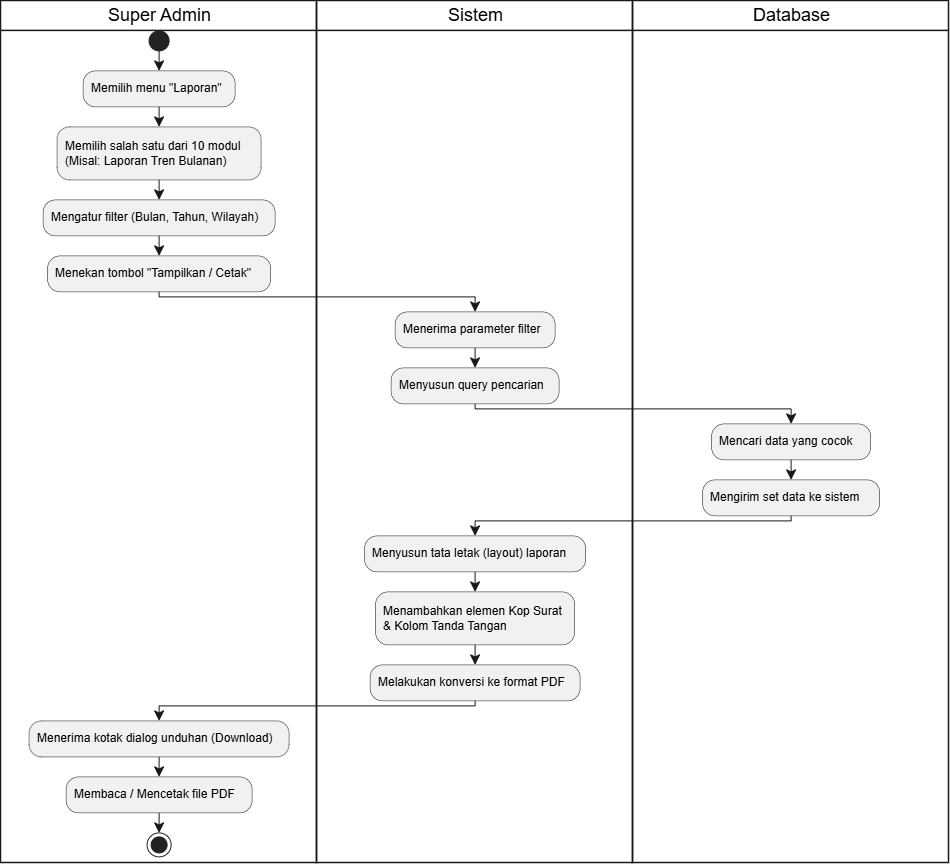 Super Admin
Sistem
Database
Memilih menu "Laporan"
Memilih salah satu dari 10 modul
(Misal: Laporan Tren Bulanan)
Mengatur filter (Bulan, Tahun, Wilayah)
Menekan tombol "Tampilkan / Cetak"
Menerima parameter filter
Menyusun query pencarian
Mencari data yang cocok
Mengirim set data ke sistem
Menyusun tata letak (layout) laporan
Menambahkan elemen Kop Surat
& Kolom Tanda Tangan
Melakukan konversi ke format PDF
Menerima kotak dialog unduhan (Download)
Membaca / Mencetak file PDF